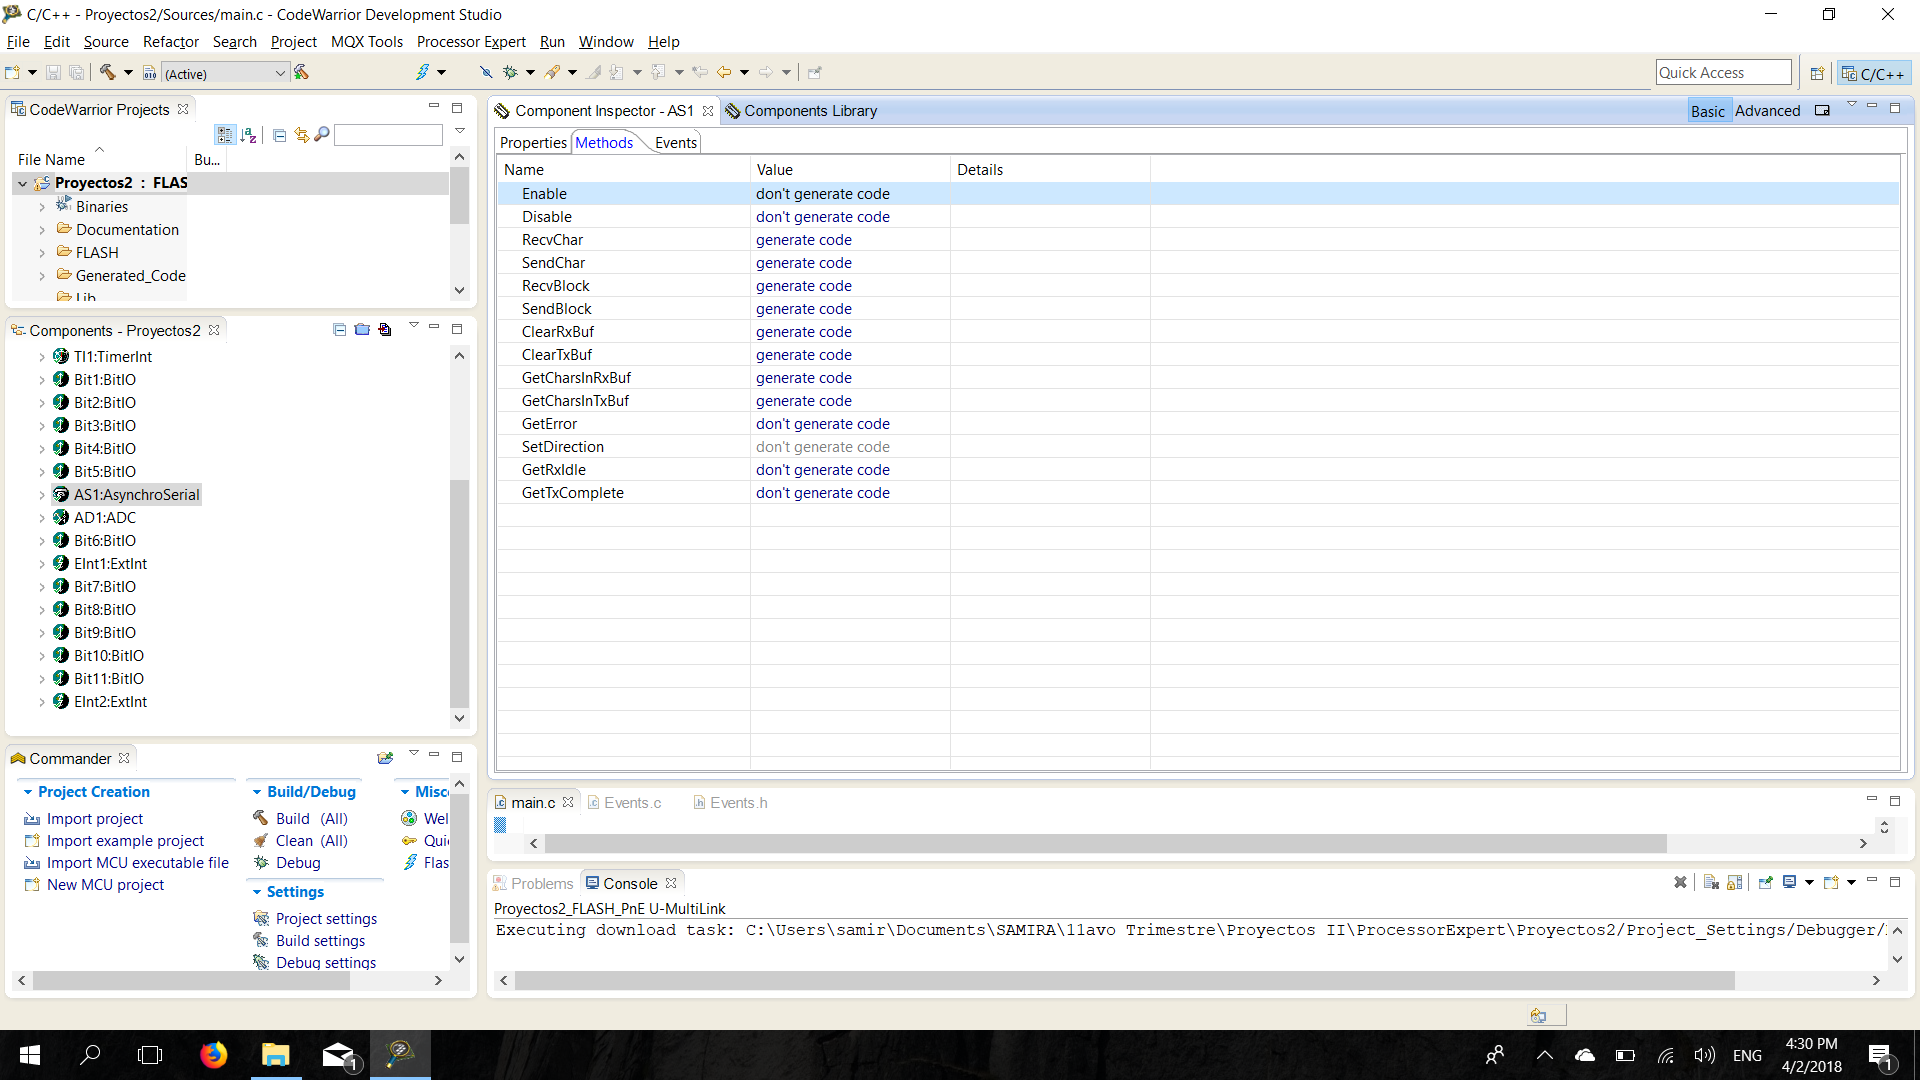 C/C++ - Proyectos2/Sources/main.c - CodeWarrior Development Studio
File Edit Source Refactor Search Project MQX Tools Processor Expert Run Window Help
(Active)
Quick Access
C/C++
CodeWarrior Projects
File Name Bu...
Proyectos2 : FLAS
Binaries
Documentation
FLASH
Generated_Code
Lib
Components - Proyectos2
TI1:TimerInt
Bit1:BitIO
Bit2:BitIO
Bit3:BitIO
Bit4:BitIO
Bit5:BitIO
AS1:AsynchroSerial
AD1:ADC
Bit6:BitIO
EInt1:ExtInt
Bit7:BitIO
Bit8:BitIO
Bit9:BitIO
Bit10:BitIO
Bit11:BitIO
EInt2:ExtInt
Commander
Project Creation
Import project
Import example project
Import MCU executable file
New MCU project
Build/Debug
Build (All)
Clean (All)
Debug
Settings
Project settings
Build settings
Debug settings
Misc
Wel
Qui
Flas
Component Inspector - AS1 Components Library
Basic Advanced
Properties Methods Events
Name Value Details
Enable don't generate code
Disable don't generate code
RecvChar generate code
SendChar generate code
RecvBlock generate code
SendBlock generate code
ClearRxBuf generate code
ClearTxBuf generate code
GetCharsInRxBuf generate code
GetCharsInTxBuf generate code
GetError don't generate code
SetDirection don't generate code
GetRxIdle don't generate code
GetTxComplete don't generate code
main.c Events.c Events.h
Problems Console
Proyectos2_FLASH_PnE U-MultiLink
Executing download task: C:\Users\samir\Documents\SAMIRA\11avo Trimestre\Proyectos II\ProcessorExpert\Proyectos2/Project_Settings/Debugger/
1
ENG
4:30 PM
4/2/2018
1